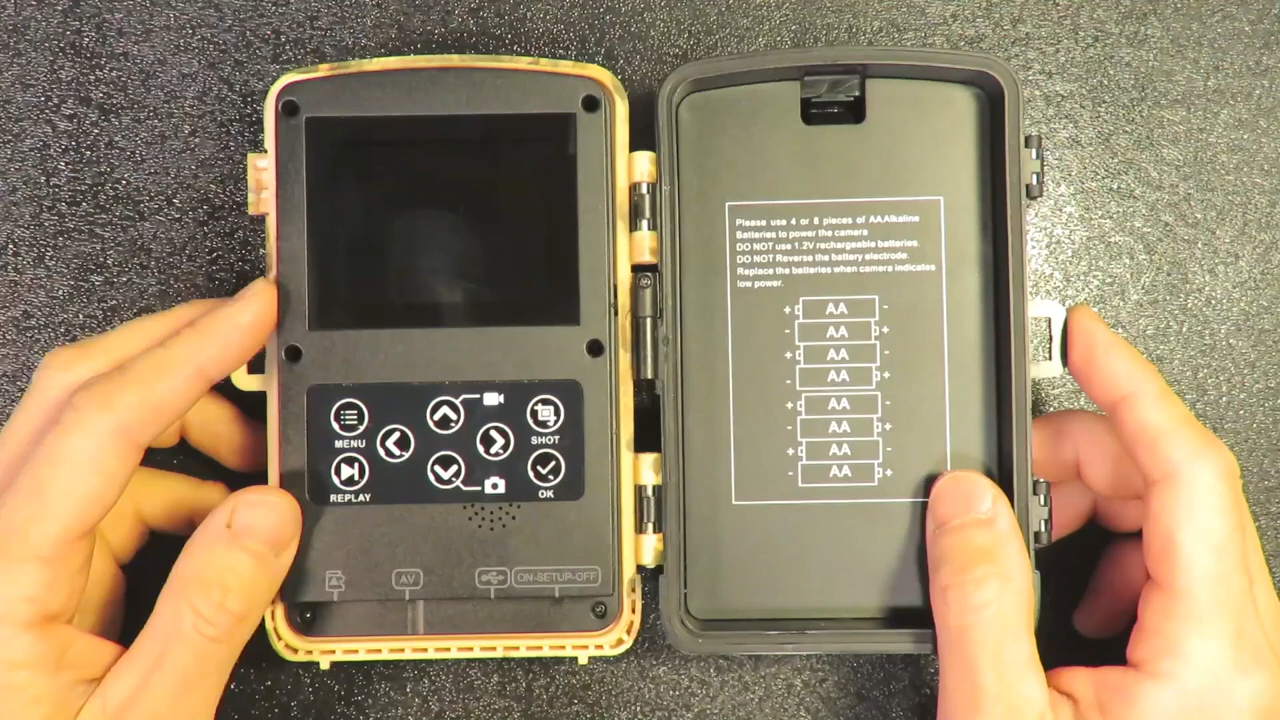 MENU
SHOT
REPLAY
OK
AV
ON-SETUP-OFF
Please use 4 or 8 pieces of AA Alkaline
Batteries to power the camera
DO NOT use 1.2V rechargeable batteries.
DO NOT Reverse the battery electrode.
Replace the batteries when camera indicates
low power.
+ AA -
- AA +
+ AA -
- AA +
+ AA -
- AA +
+ AA -
- AA +